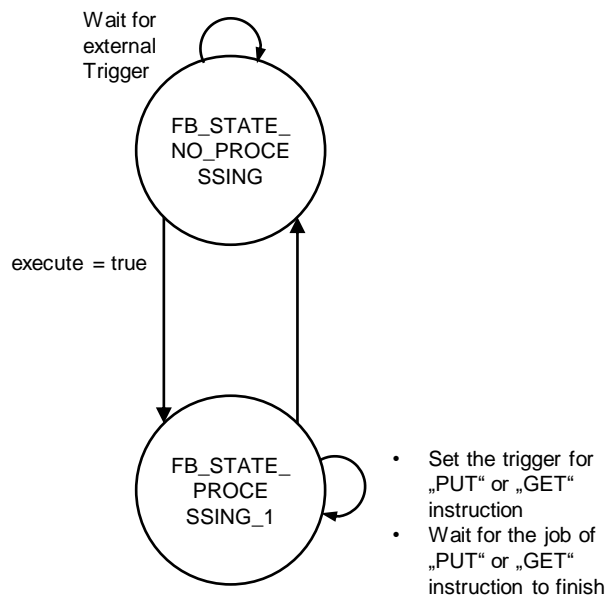 Wait for
external
Trigger
FB_STATE_
NO_PROCE
SSING
execute = true
FB_STATE_
PROCE
SSING_1
• Set the trigger for
„PUT“ or „GET“
instruction
• Wait for the job of
„PUT“ or „GET“
instruction to finish